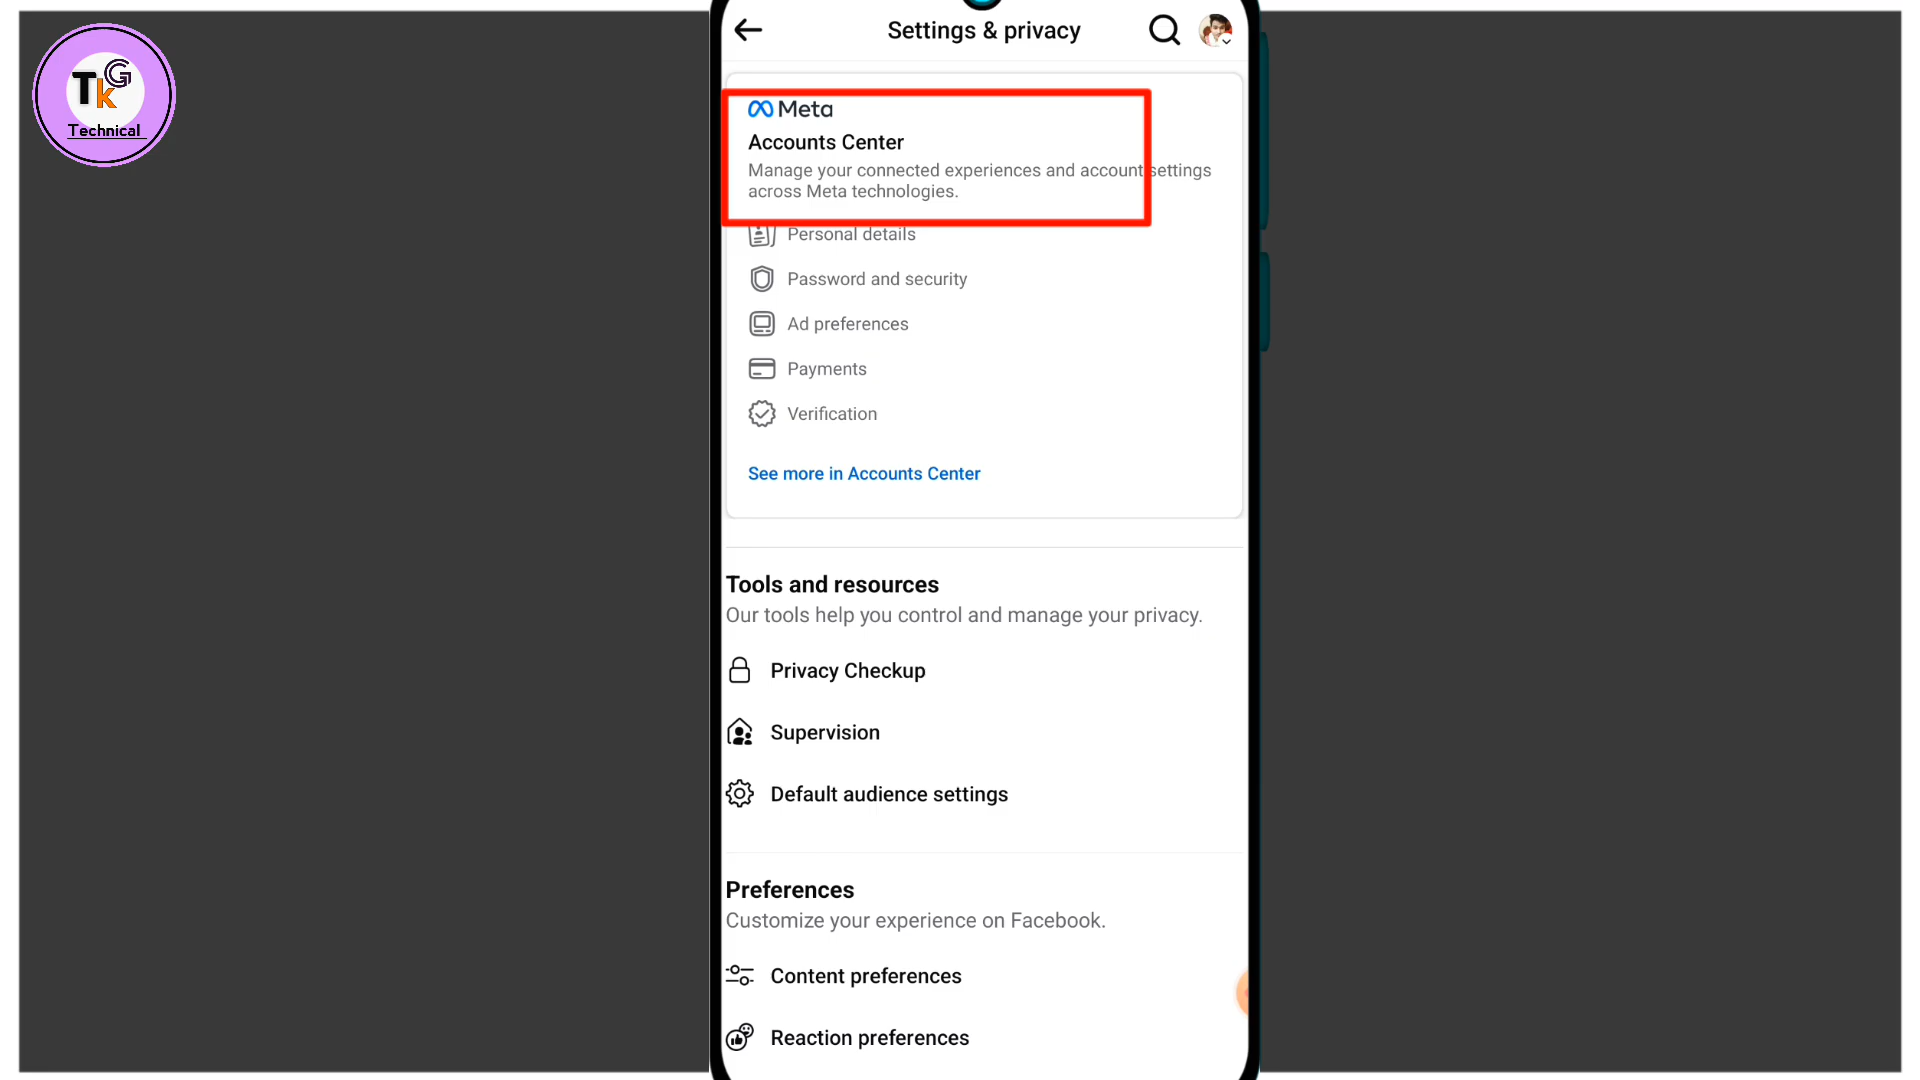 TkG
Technical
Settings & privacy
Meta
Accounts Center
Manage your connected experiences and account settings
across Meta technologies.
Personal details
Password and security
Ad preferences
Payments
Verification
See more in Accounts Center
Tools and resources
Our tools help you control and manage your privacy.
Privacy Checkup
Supervision
Default audience settings
Preferences
Customize your experience on Facebook.
Content preferences
Reaction preferences